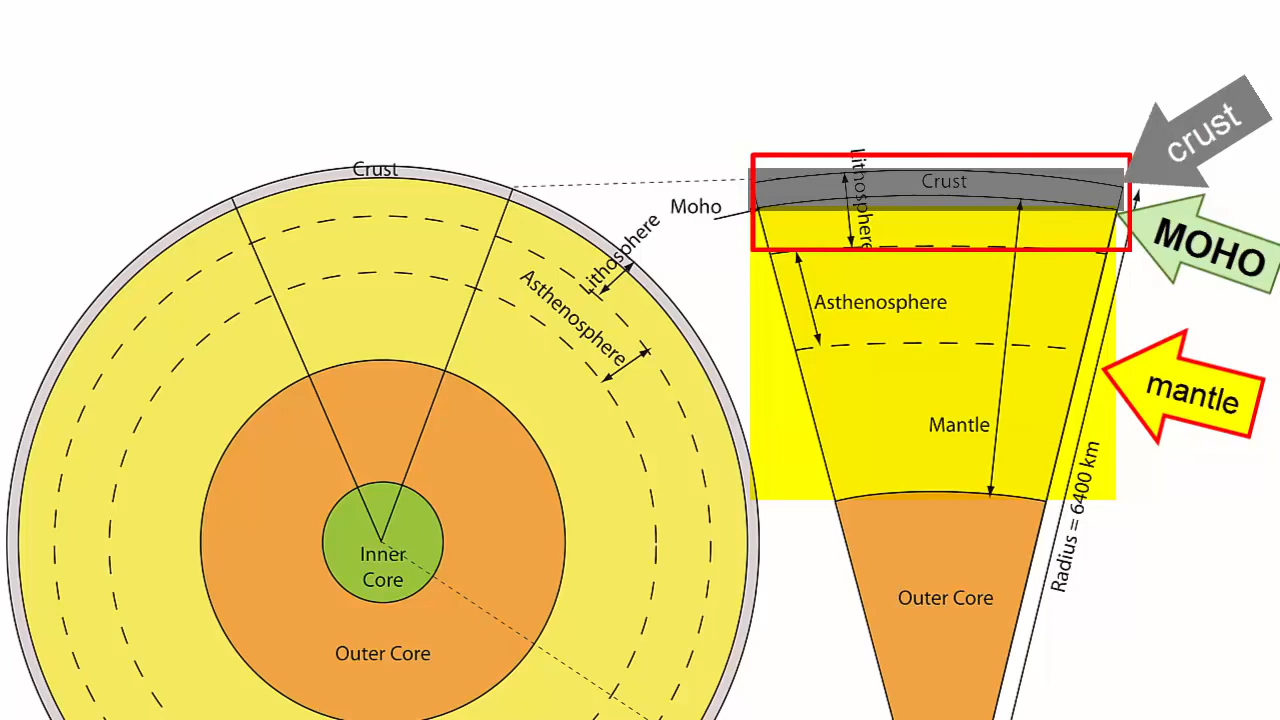 Crust
Lithosphere
Asthenosphere
Inner
Core
Outer Core
Moho
Lithosphere
Crust
Asthenosphere
Mantle
Outer Core
Radius = 6400 km
crust
MOHO
mantle